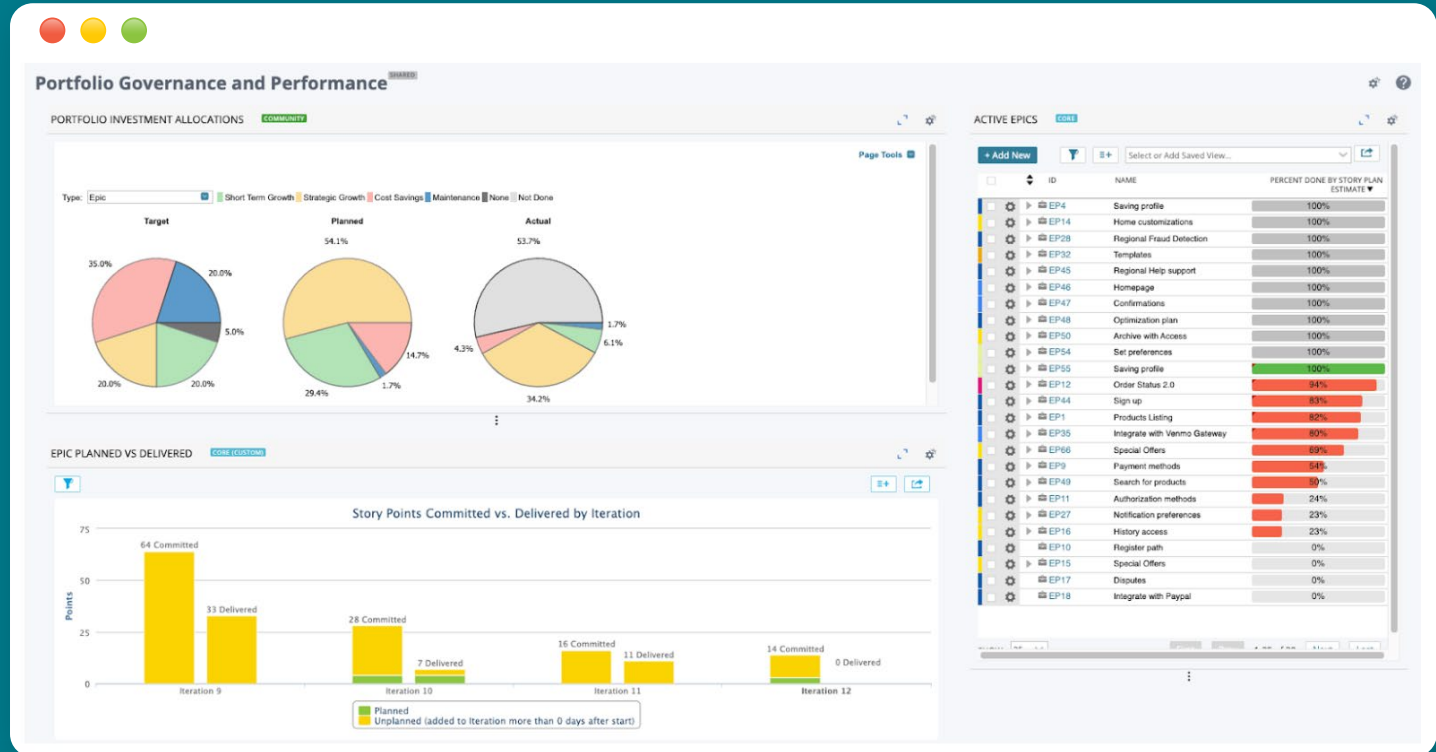 Portfolio Governance and Performance SHARED
PORTFOLIO INVESTMENT ALLOCATIONS COMMUNITY
Page Tools
Type: Epic Short Term Growth Strategic Growth Cost Savings Maintenance None Not Done
Target Planned Actual
54.1% 53.7%
35.0%
20.0%
5.0%
20.0%
20.0%
14.7%
1.7%
29.4%
1.7%
6.1%
4.3%
34.2%
EPIC PLANNED VS DELIVERED CORE (CUSTOM)
Story Points Committed vs. Delivered by Iteration
75
50
25
0
Points
64 Committed
33 Delivered
28 Committed
7 Delivered
16 Committed
11 Delivered
14 Committed
0 Delivered
Iteration 9 Iteration 10 Iteration 11 Iteration 12
Planned
Unplanned (added to Iteration more than 0 days after start)
ACTIVE EPICS CORE
+ Add New Select or Add Saved View...
ID NAME PERCENT DONE BY STORY PLAN
ESTIMATE
EP4 Saving profile 100%
EP14 Home customizations 100%
EP28 Regional Fraud Detection 100%
EP32 Templates 100%
EP45 Regional Help support 100%
EP46 Homepage 100%
EP47 Confirmations 100%
EP48 Optimization plan 100%
EP50 Archive with Access 100%
EP54 Set preferences 100%
EP55 Saving profile 100%
EP12 Order Status 2.0 94%
EP44 Sign up 83%
EP1 Products Listing 82%
EP35 Integrate with Venmo Gateway 80%
EP66 Special Offers 69%
EP9 Payment methods 54%
EP49 Search for products 50%
EP11 Authorization methods 24%
EP27 Notification preferences 23%
EP16 History access 23%
EP10 Register path 0%
EP15 Special Offers 0%
EP17 Disputes 0%
EP18 Integrate with Paypal 0%